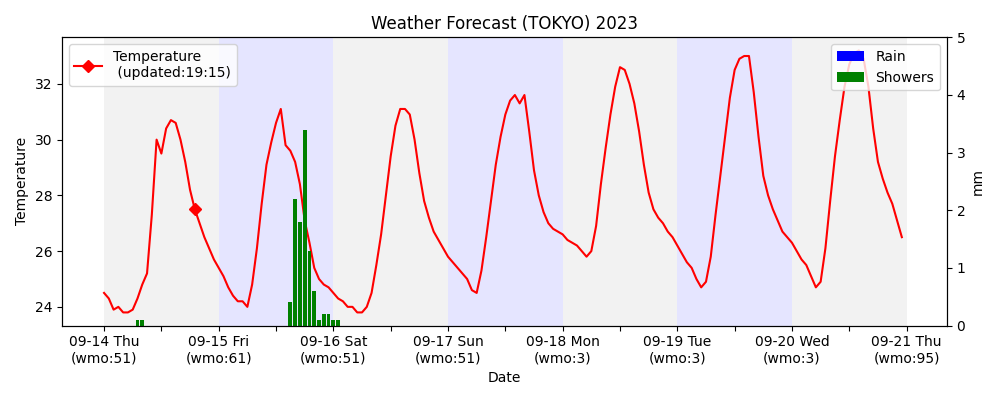 Weather Forecast (TOKYO) 2023
Temperature
(updated:19:15)
Rain
Showers
Temperature
32
30
28
26
24
5
4
3
2
1
0
mm
09-14 Thu 09-15 Fri 09-16 Sat 09-17 Sun 09-18 Mon 09-19 Tue 09-20 Wed 09-21 Thu
(wmo:51) (wmo:61) (wmo:51) (wmo:51) (wmo:3) (wmo:3) (wmo:3) (wmo:95)
Date